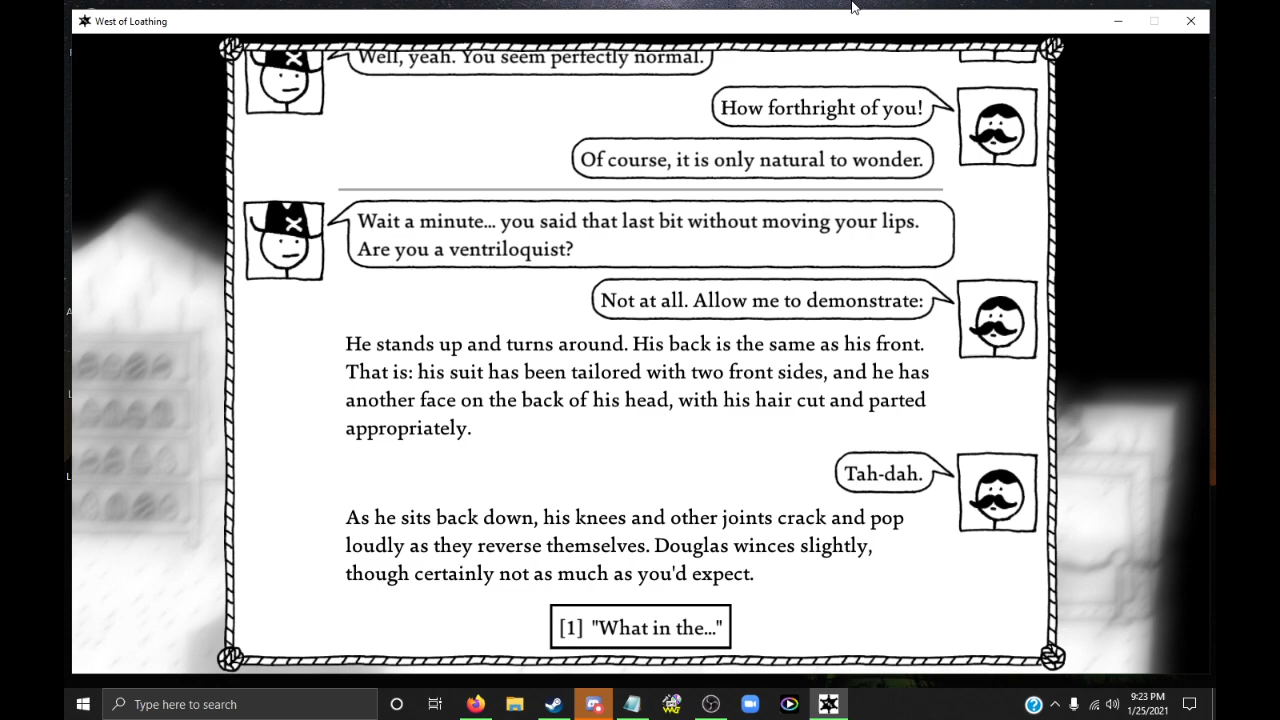 West of Loathing
Well, yeah. You seem perfectly normal.
How forthright of you!
Of course, it is only natural to wonder.
Wait a minute... you said that last bit without moving your lips.
Are you a ventriloquist?
Not at all. Allow me to demonstrate:
He stands up and turns around. His back is the same as his front.
That is: his suit has been tailored with two front sides, and he has
another face on the back of his head, with his hair cut and parted
appropriately.
Tah-dah.
As he sits back down, his knees and other joints crack and pop
loudly as they reverse themselves. Douglas winces slightly,
though certainly not as much as you'd expect.
[1] "What in the..."
Type here to search
9:23 PM
1/25/2021